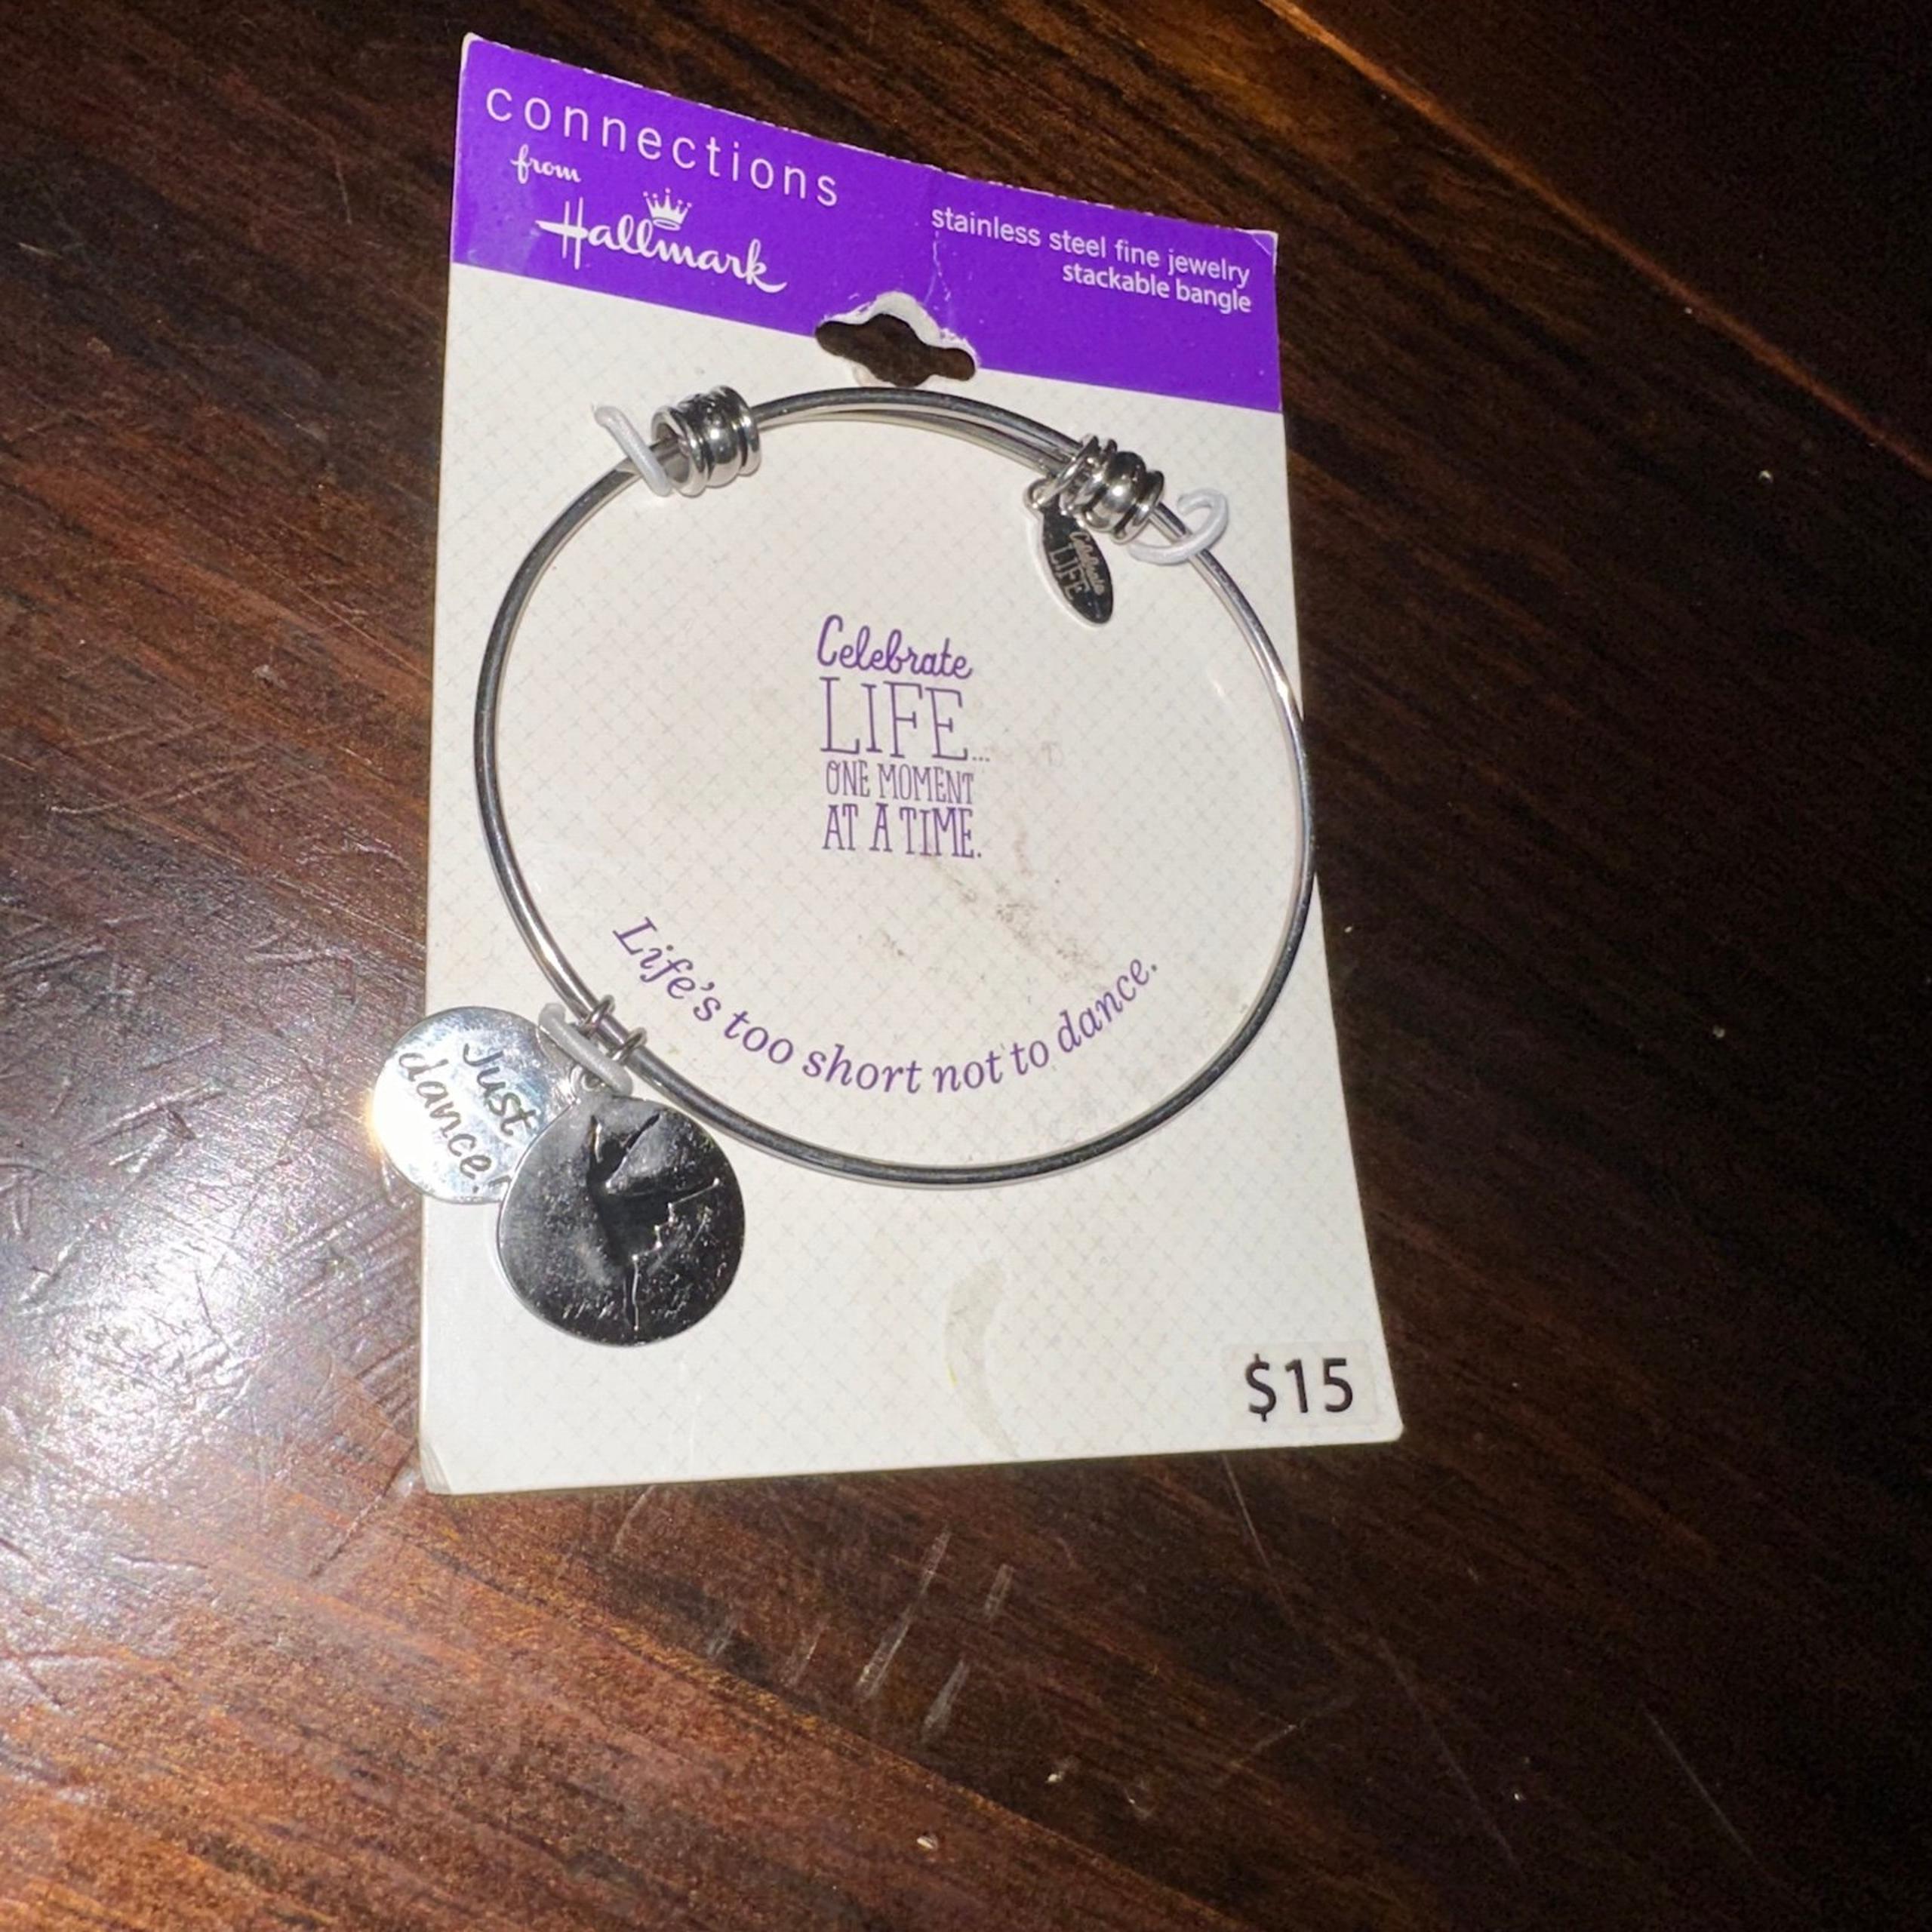 connections
from
Hallmark
stainless steel fine jewelry
stackable bangle
Celebrate
LIFE
Celebrate
LIFE...
ONE MOMENT
AT A TIME.
Life's too short not to dance.
Just
dance!
$15